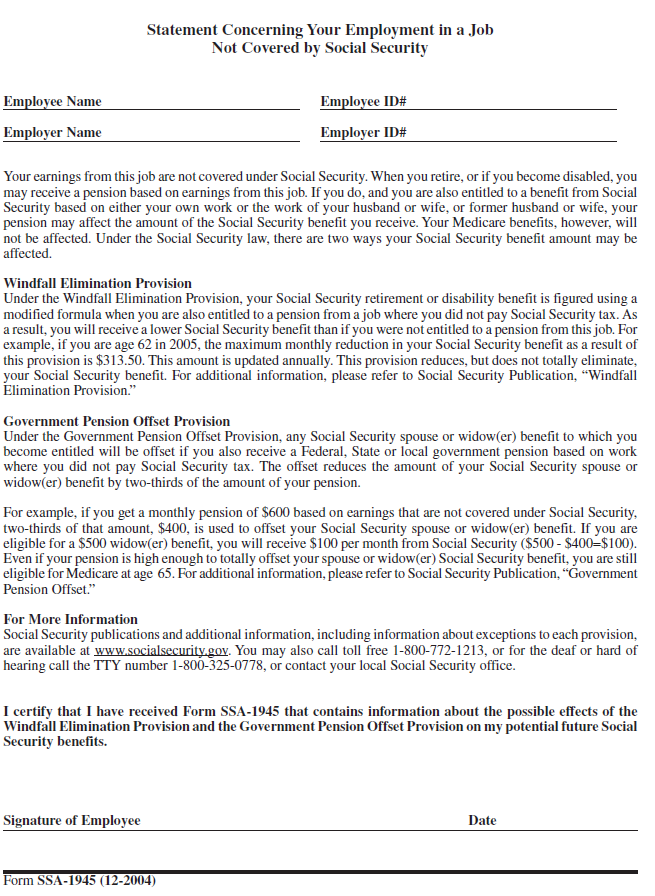 Statement Concerning Your Employment in a Job
Not Covered by Social Security
Employee Name Employee ID#
Employer Name Employer ID#
Your earnings from this job are not covered under Social Security. When you retire, or if you become disabled, you
may receive a pension based on earnings from this job. If you do, and you are also entitled to a benefit from Social
Security based on either your own work or the work of your husband or wife, or former husband or wife, your
pension may affect the amount of the Social Security benefit you receive. Your Medicare benefits, however, will
not be affected. Under the Social Security law, there are two ways your Social Security benefit amount may be
affected.
Windfall Elimination Provision
Under the Windfall Elimination Provision, your Social Security retirement or disability benefit is figured using a
modified formula when you are also entitled to a pension from a job where you did not pay Social Security tax. As
a result, you will receive a lower Social Security benefit than if you were not entitled to a pension from this job. For
example, if you are age 62 in 2005, the maximum monthly reduction in your Social Security benefit as a result of
this provision is $313.50. This amount is updated annually. This provision reduces, but does not totally eliminate,
your Social Security benefit. For additional information, please refer to Social Security Publication, “Windfall
Elimination Provision.”
Government Pension Offset Provision
Under the Government Pension Offset Provision, any Social Security spouse or widow(er) benefit to which you
become entitled will be offset if you also receive a Federal, State or local government pension based on work
where you did not pay Social Security tax. The offset reduces the amount of your Social Security spouse or
widow(er) benefit by two-thirds of the amount of your pension.
For example, if you get a monthly pension of $600 based on earnings that are not covered under Social Security,
two-thirds of that amount, $400, is used to offset your Social Security spouse or widow(er) benefit. If you are
eligible for a $500 widow(er) benefit, you will receive $100 per month from Social Security ($500 - $400=$100).
Even if your pension is high enough to totally offset your spouse or widow(er) Social Security benefit, you are still
eligible for Medicare at age 65. For additional information, please refer to Social Security Publication, “Government
Pension Offset.”
For More Information
Social Security publications and additional information, including information about exceptions to each provision,
are available at www.socialsecurity.gov. You may also call toll free 1-800-772-1213, or for the deaf or hard of
hearing call the TTY number 1-800-325-0778, or contact your local Social Security office.
I certify that I have received Form SSA-1945 that contains information about the possible effects of the
Windfall Elimination Provision and the Government Pension Offset Provision on my potential future Social
Security benefits.
Signature of Employee Date
Form SSA-1945 (12-2004)